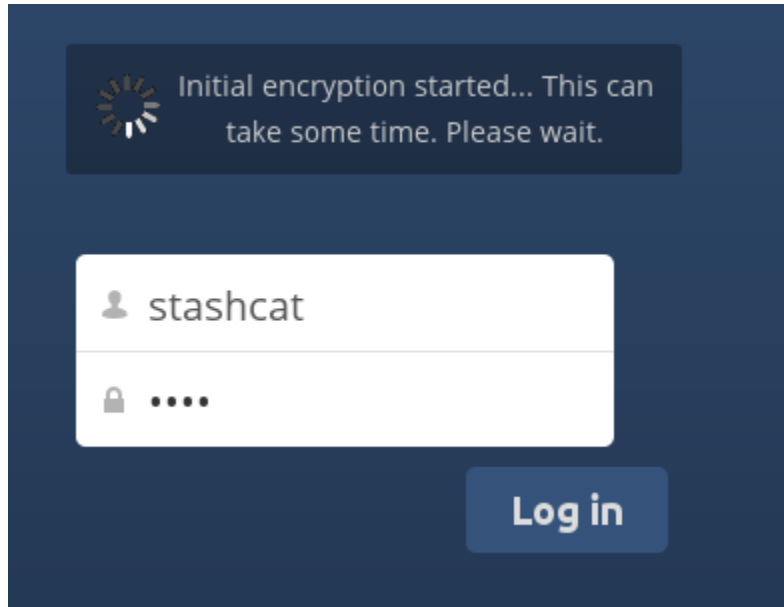 Initial encryption started... This can
take some time. Please wait.
stashcat
••••
Log in